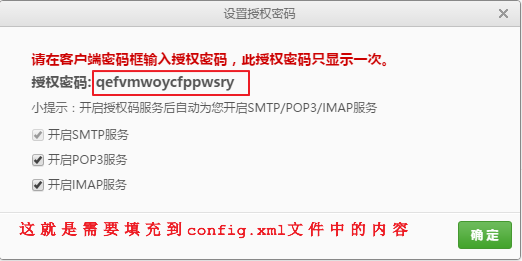 设置授权密码
请在客户端密码框输入授权密码，此授权密码只显示一次。
授权密码: qefvmwoycfppwsry
小提示：开启授权码服务后自动为您开启SMTP/POP3/IMAP服务
开启SMTP服务
开启POP3服务
开启IMAP服务
这就是需要填充到config.xml文件中的内容
确 定